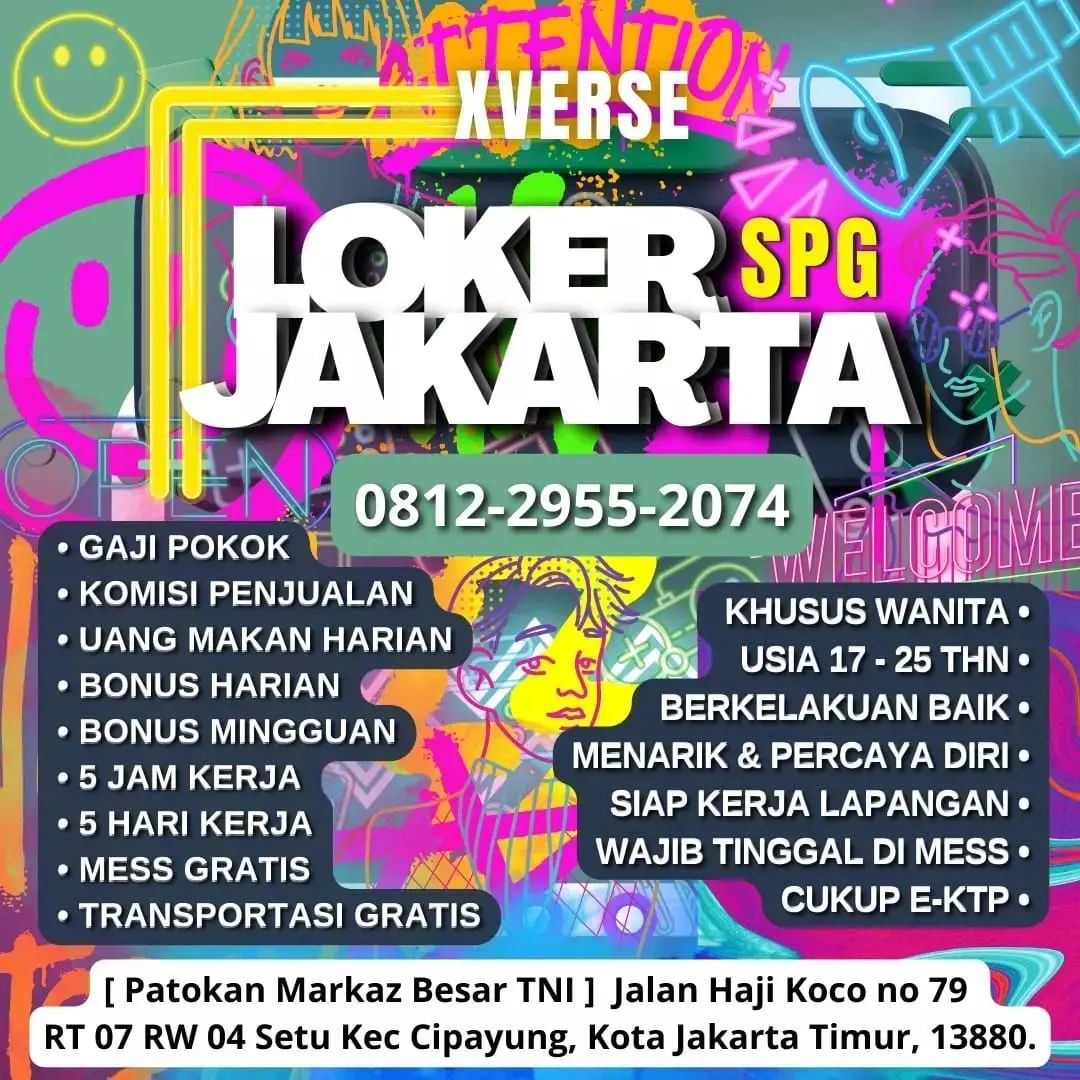 ATTENTION
XVERSE
LOKER SPG
JAKARTA
OPEN
0812-2955-2074
WELCOME
• GAJI POKOK
• KOMISI PENJUALAN
• UANG MAKAN HARIAN
• BONUS HARIAN
• BONUS MINGGUAN
• 5 JAM KERJA
• 5 HARI KERJA
• MESS GRATIS
• TRANSPORTASI GRATIS
KHUSUS WANITA •
USIA 17 - 25 THN •
BERKELAKUAN BAIK •
MENARIK & PERCAYA DIRI •
SIAP KERJA LAPANGAN •
WAJIB TINGGAL DI MESS •
CUKUP E-KTP •
[ Patokan Markaz Besar TNI ] Jalan Haji Koco no 79
RT 07 RW 04 Setu Kec Cipayung, Kota Jakarta Timur, 13880.